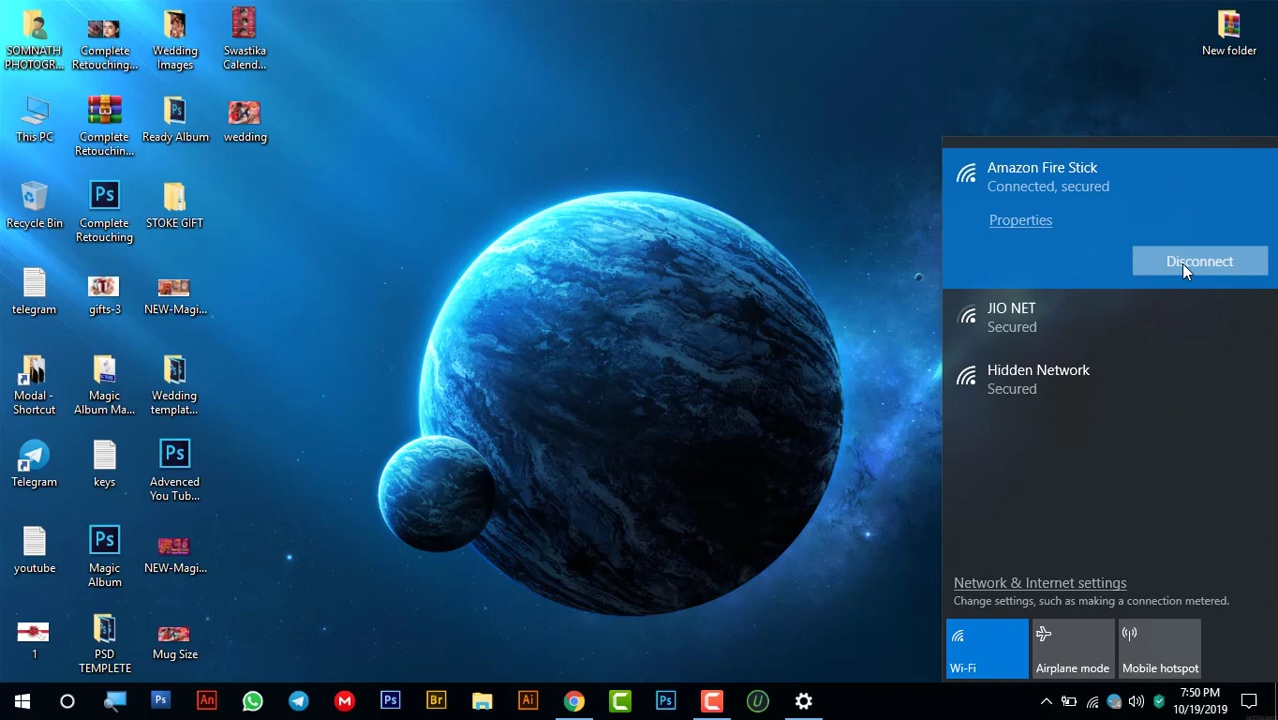 SOMNATH
PHOTOGR...
Complete
Retouching...
Wedding
Images
Swastika
Calend...
New folder
This PC
Complete
Retouchin...
Ready Album
wedding
Recycle Bin
Complete
Retouching
STOKE GIFT
telegram
gifts-3
NEW-Magi...
Modal -
Shortcut
Magic
Album Ma...
Wedding
templat...
Telegram
keys
Advanced
You Tub...
youtube
Magic
Album
NEW-Magi...
1
PSD
TEMPLETE
Mug Size
Amazon Fire Stick
Connected, secured
Properties
Disconnect
JIO NET
Secured
Hidden Network
Secured
Network & Internet settings
Change settings, such as making a connection metered.
Wi-Fi
Airplane mode
Mobile hotspot
7:50 PM
10/19/2019